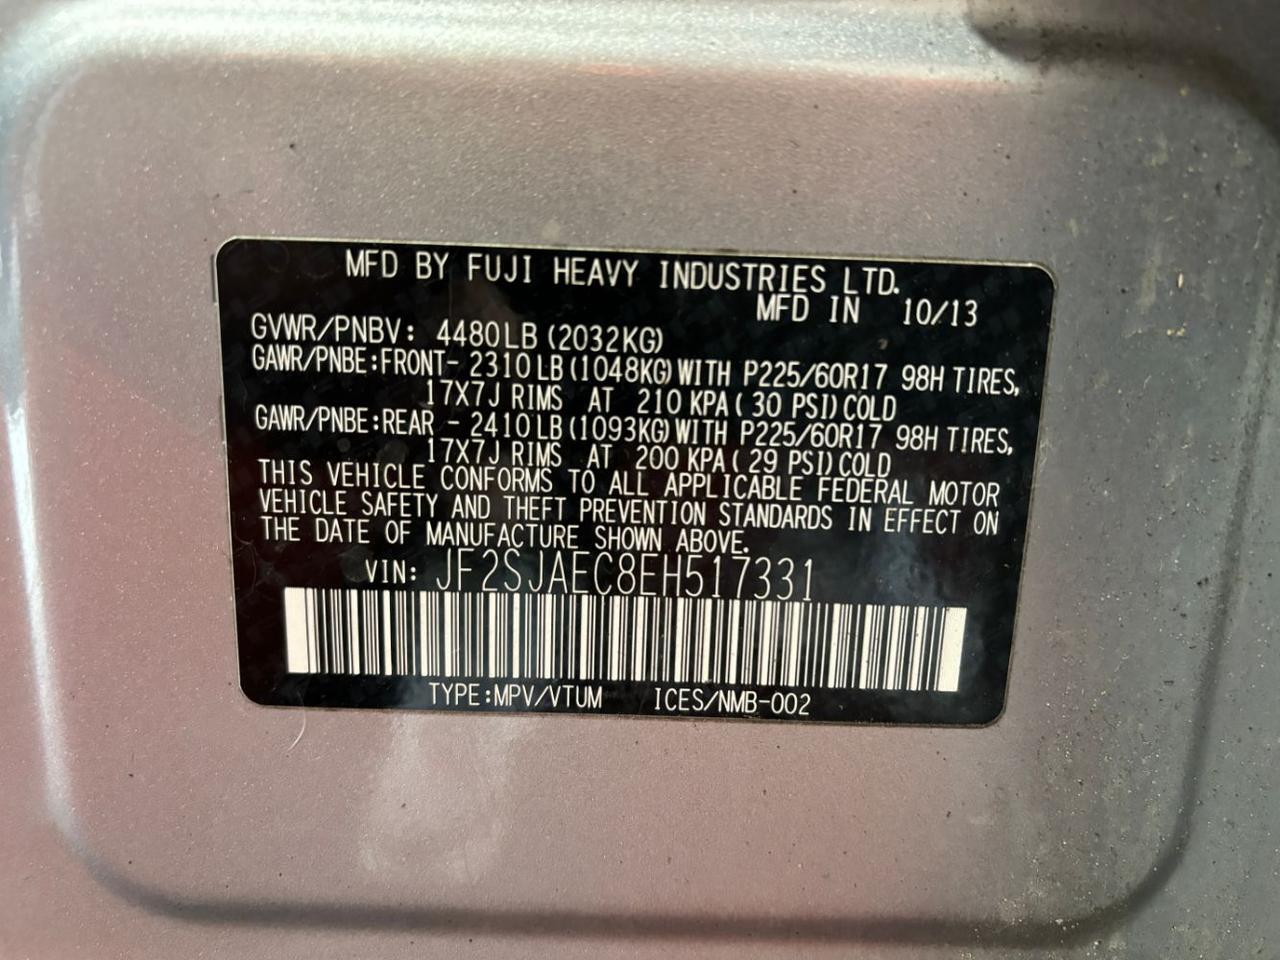 MFD BY FUJI HEAVY INDUSTRIES LTD.
MFD IN 10/13
GVWR/PNBV: 4480LB (2032KG)
GAWR/PNBE:FRONT- 2310LB (1048KG) WITH P225/60R17 98H TIRES,
17X7J RIMS AT 210 KPA ( 30 PSI) COLD
GAWR/PNBE:REAR - 2410LB (1093KG) WITH P225/60R17 98H TIRES,
17X7J RIMS AT 200 KPA ( 29 PSI) COLD
THIS VEHICLE CONFORMS TO ALL APPLICABLE FEDERAL MOTOR
VEHICLE SAFETY AND THEFT PREVENTION STANDARDS IN EFFECT ON
THE DATE OF MANUFACTURE SHOWN ABOVE.
VIN: JF2SJAEC8EH517331
TYPE:MPV/VTUM ICES/NMB-002